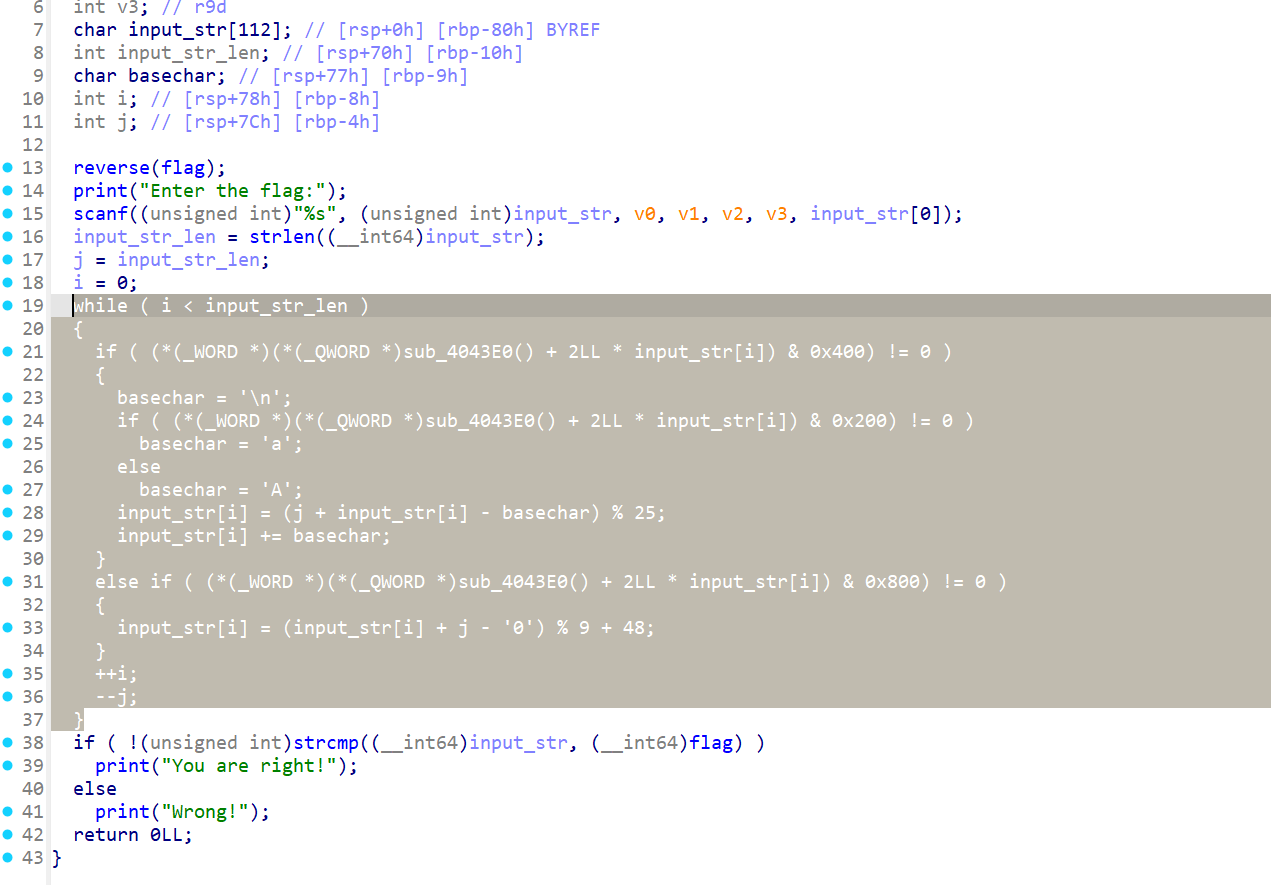 6 int v3; // r9d
7 char input_str[112]; // [rsp+0h] [rbp-80h] BYREF
8 int input_str_len; // [rsp+70h] [rbp-10h]
9 char basechar; // [rsp+77h] [rbp-9h]
10 int i; // [rsp+78h] [rbp-8h]
11 int j; // [rsp+7Ch] [rbp-4h]
12
13 reverse(flag);
14 print("Enter the flag:");
15 scanf((unsigned int)"%s", (unsigned int)input_str, v0, v1, v2, v3, input_str[0]);
16 input_str_len = strlen((__int64)input_str);
17 j = input_str_len;
18 i = 0;
19 while ( i < input_str_len )
20 {
21 if ( (*(_WORD *)(*(_QWORD *)sub_4043E0() + 2LL * input_str[i]) & 0x400) != 0 )
22 {
23 basechar = '\n';
24 if ( (*(_WORD *)(*(_QWORD *)sub_4043E0() + 2LL * input_str[i]) & 0x200) != 0 )
25 basechar = 'a';
26 else
27 basechar = 'A';
28 input_str[i] = (j + input_str[i] - basechar) % 25;
29 input_str[i] += basechar;
30 }
31 else if ( (*(_WORD *)(*(_QWORD *)sub_4043E0() + 2LL * input_str[i]) & 0x800) != 0 )
32 {
33 input_str[i] = (input_str[i] + j - '0') % 9 + 48;
34 }
35 ++i;
36 --j;
37 }
38 if ( !(unsigned int)strcmp((__int64)input_str, (__int64)flag) )
39 print("You are right!");
40 else
41 print("Wrong!");
42 return 0LL;
43 }